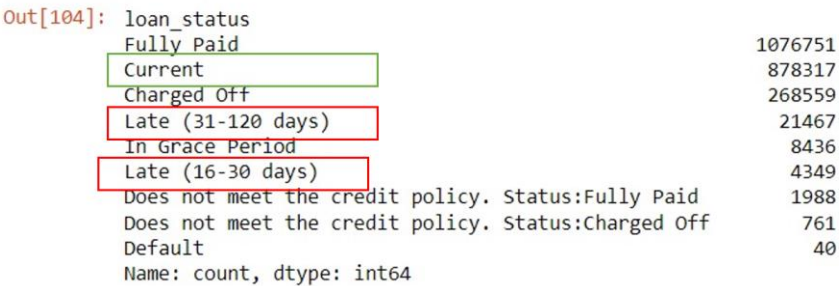 Out[104]: loan_status
Fully Paid 1076751
Current 878317
Charged Off 268559
Late (31-120 days) 21467
In Grace Period 8436
Late (16-30 days) 4349
Does not meet the credit policy. Status:Fully Paid 1988
Does not meet the credit policy. Status:Charged Off 761
Default 40
Name: count, dtype: int64